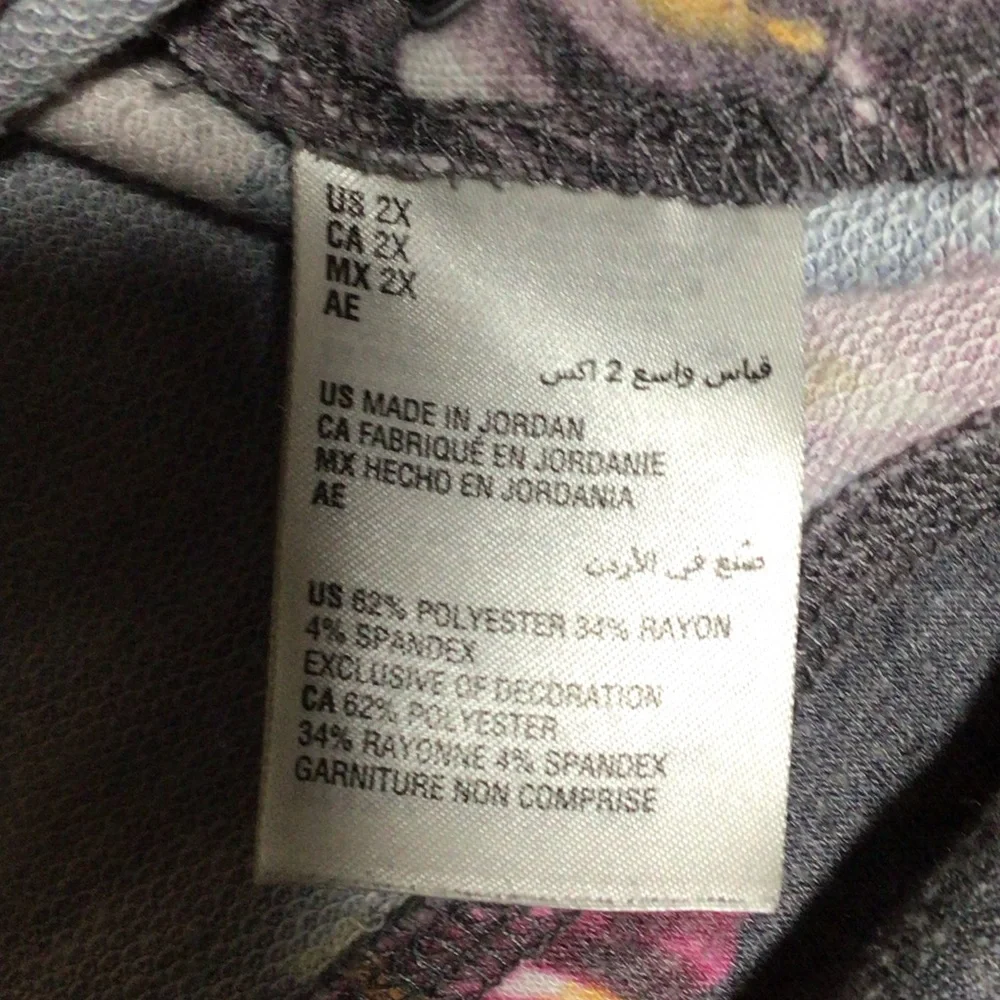 US 2X
CA 2X
MX 2X
AE
قياس واسع 2 اكس
US MADE IN JORDAN
CA FABRIQUÉ EN JORDANIE
MX HECHO EN JORDANIA
AE
صنع في الأردن
US 62% POLYESTER 34% RAYON
4% SPANDEX
EXCLUSIVE OF DECORATION
CA 62% POLYESTER
34% RAYONNE 4% SPANDEX
GARNITURE NON COMPRISE